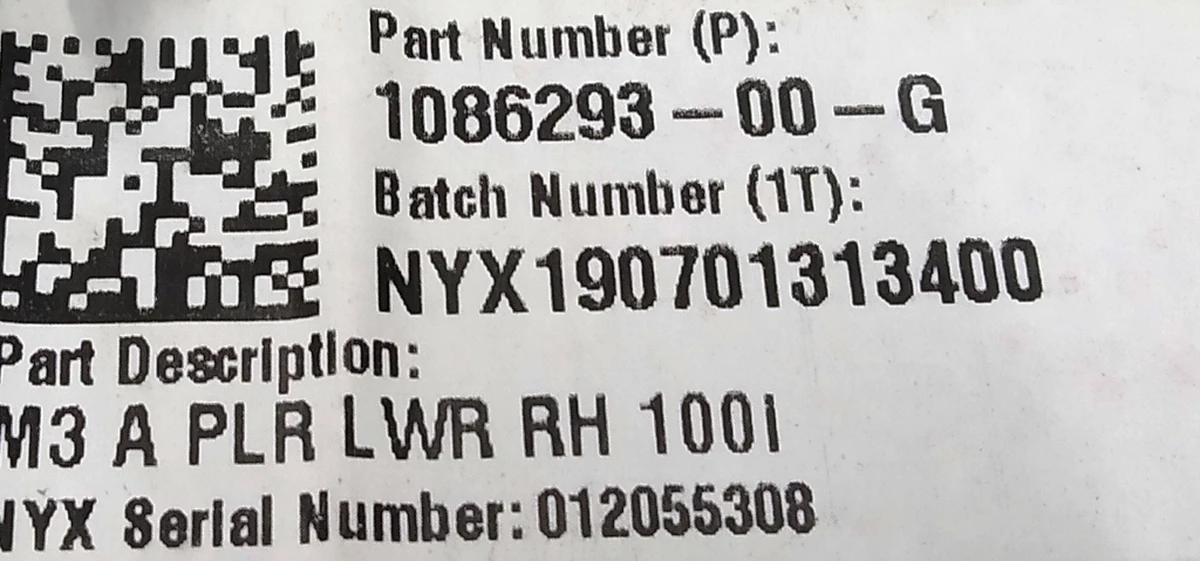 Part Number (P):
1086293-00-G
Batch Number (1T):
NYX190701313400
Part Description:
M3 A PLR LWR RH 100I
NYX Serial Number: 012055308